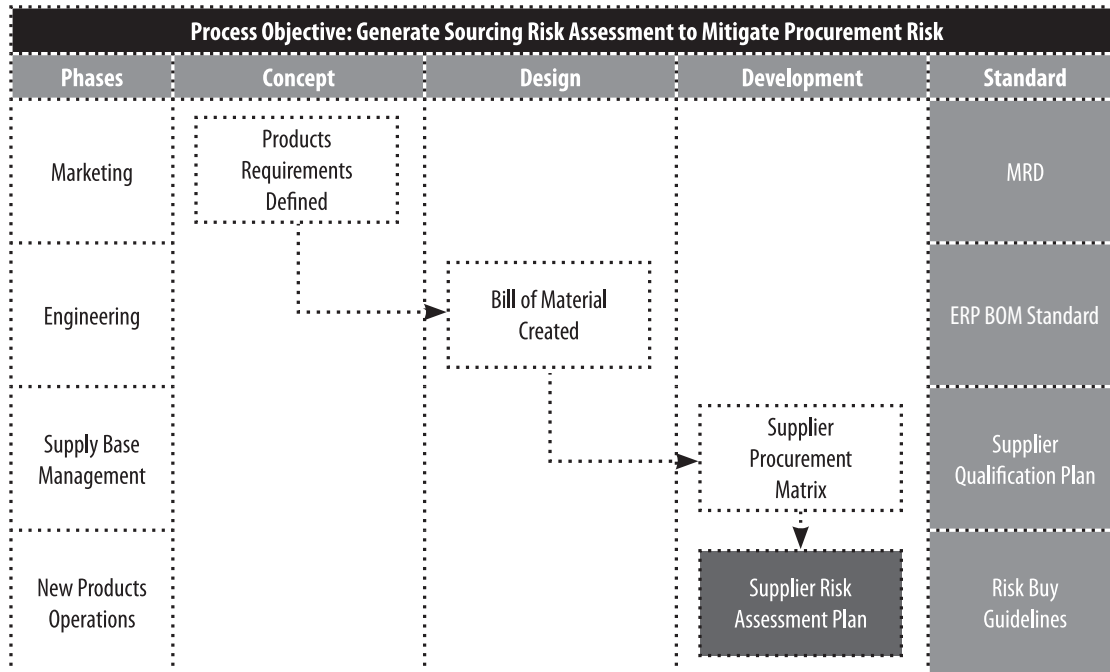 Process Objective: Generate Sourcing Risk Assessment to Mitigate Procurement Risk
Phases
Concept
Design
Development
Standard
Marketing
Products
Requirements
Defined
MRD
Engineering
Bill of Material
Created
ERP BOM Standard
Supply Base
Management
Supplier
Procurement
Matrix
Supplier
Qualification Plan
New Products
Operations
Supplier Risk
Assessment Plan
Risk Buy
Guidelines